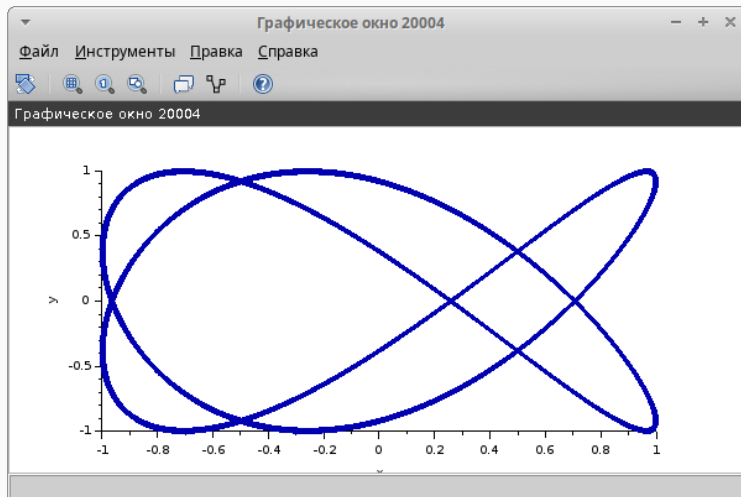 Графическое окно 20004
Файл Инструменты Правка Справка
Графическое окно 20004
1
0.5
y
0
-0.5
-1
-1 -0.8 -0.6 -0.4 -0.2 0 0.2 0.4 0.6 0.8 1